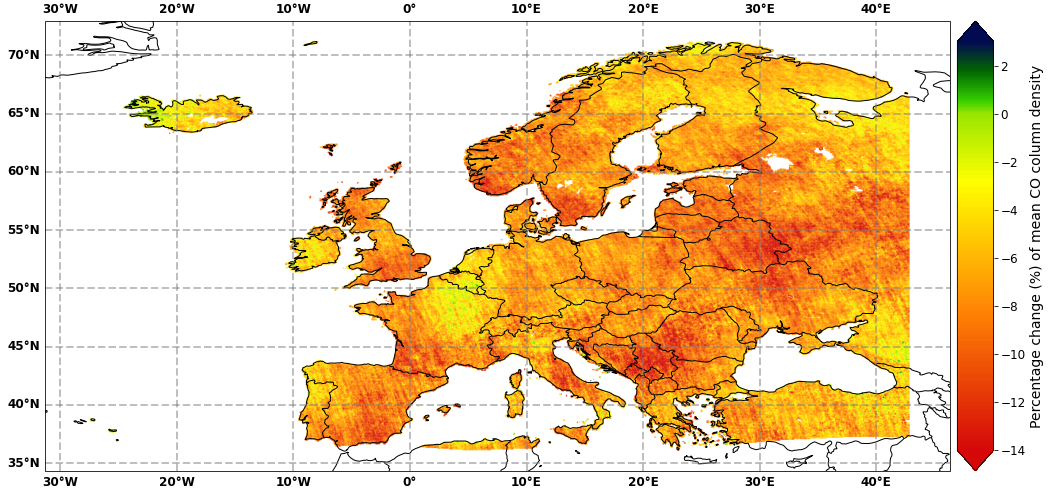 30°W 20°W 10°W 0° 10°E 20°E 30°E 40°E
70°N
65°N
60°N
55°N
50°N
45°N
40°N
35°N
30°W 20°W 10°W 0° 10°E 20°E 30°E 40°E
2
0
−2
−4
−6
−8
−10
−12
−14
Percentage change (%) of mean CO column density